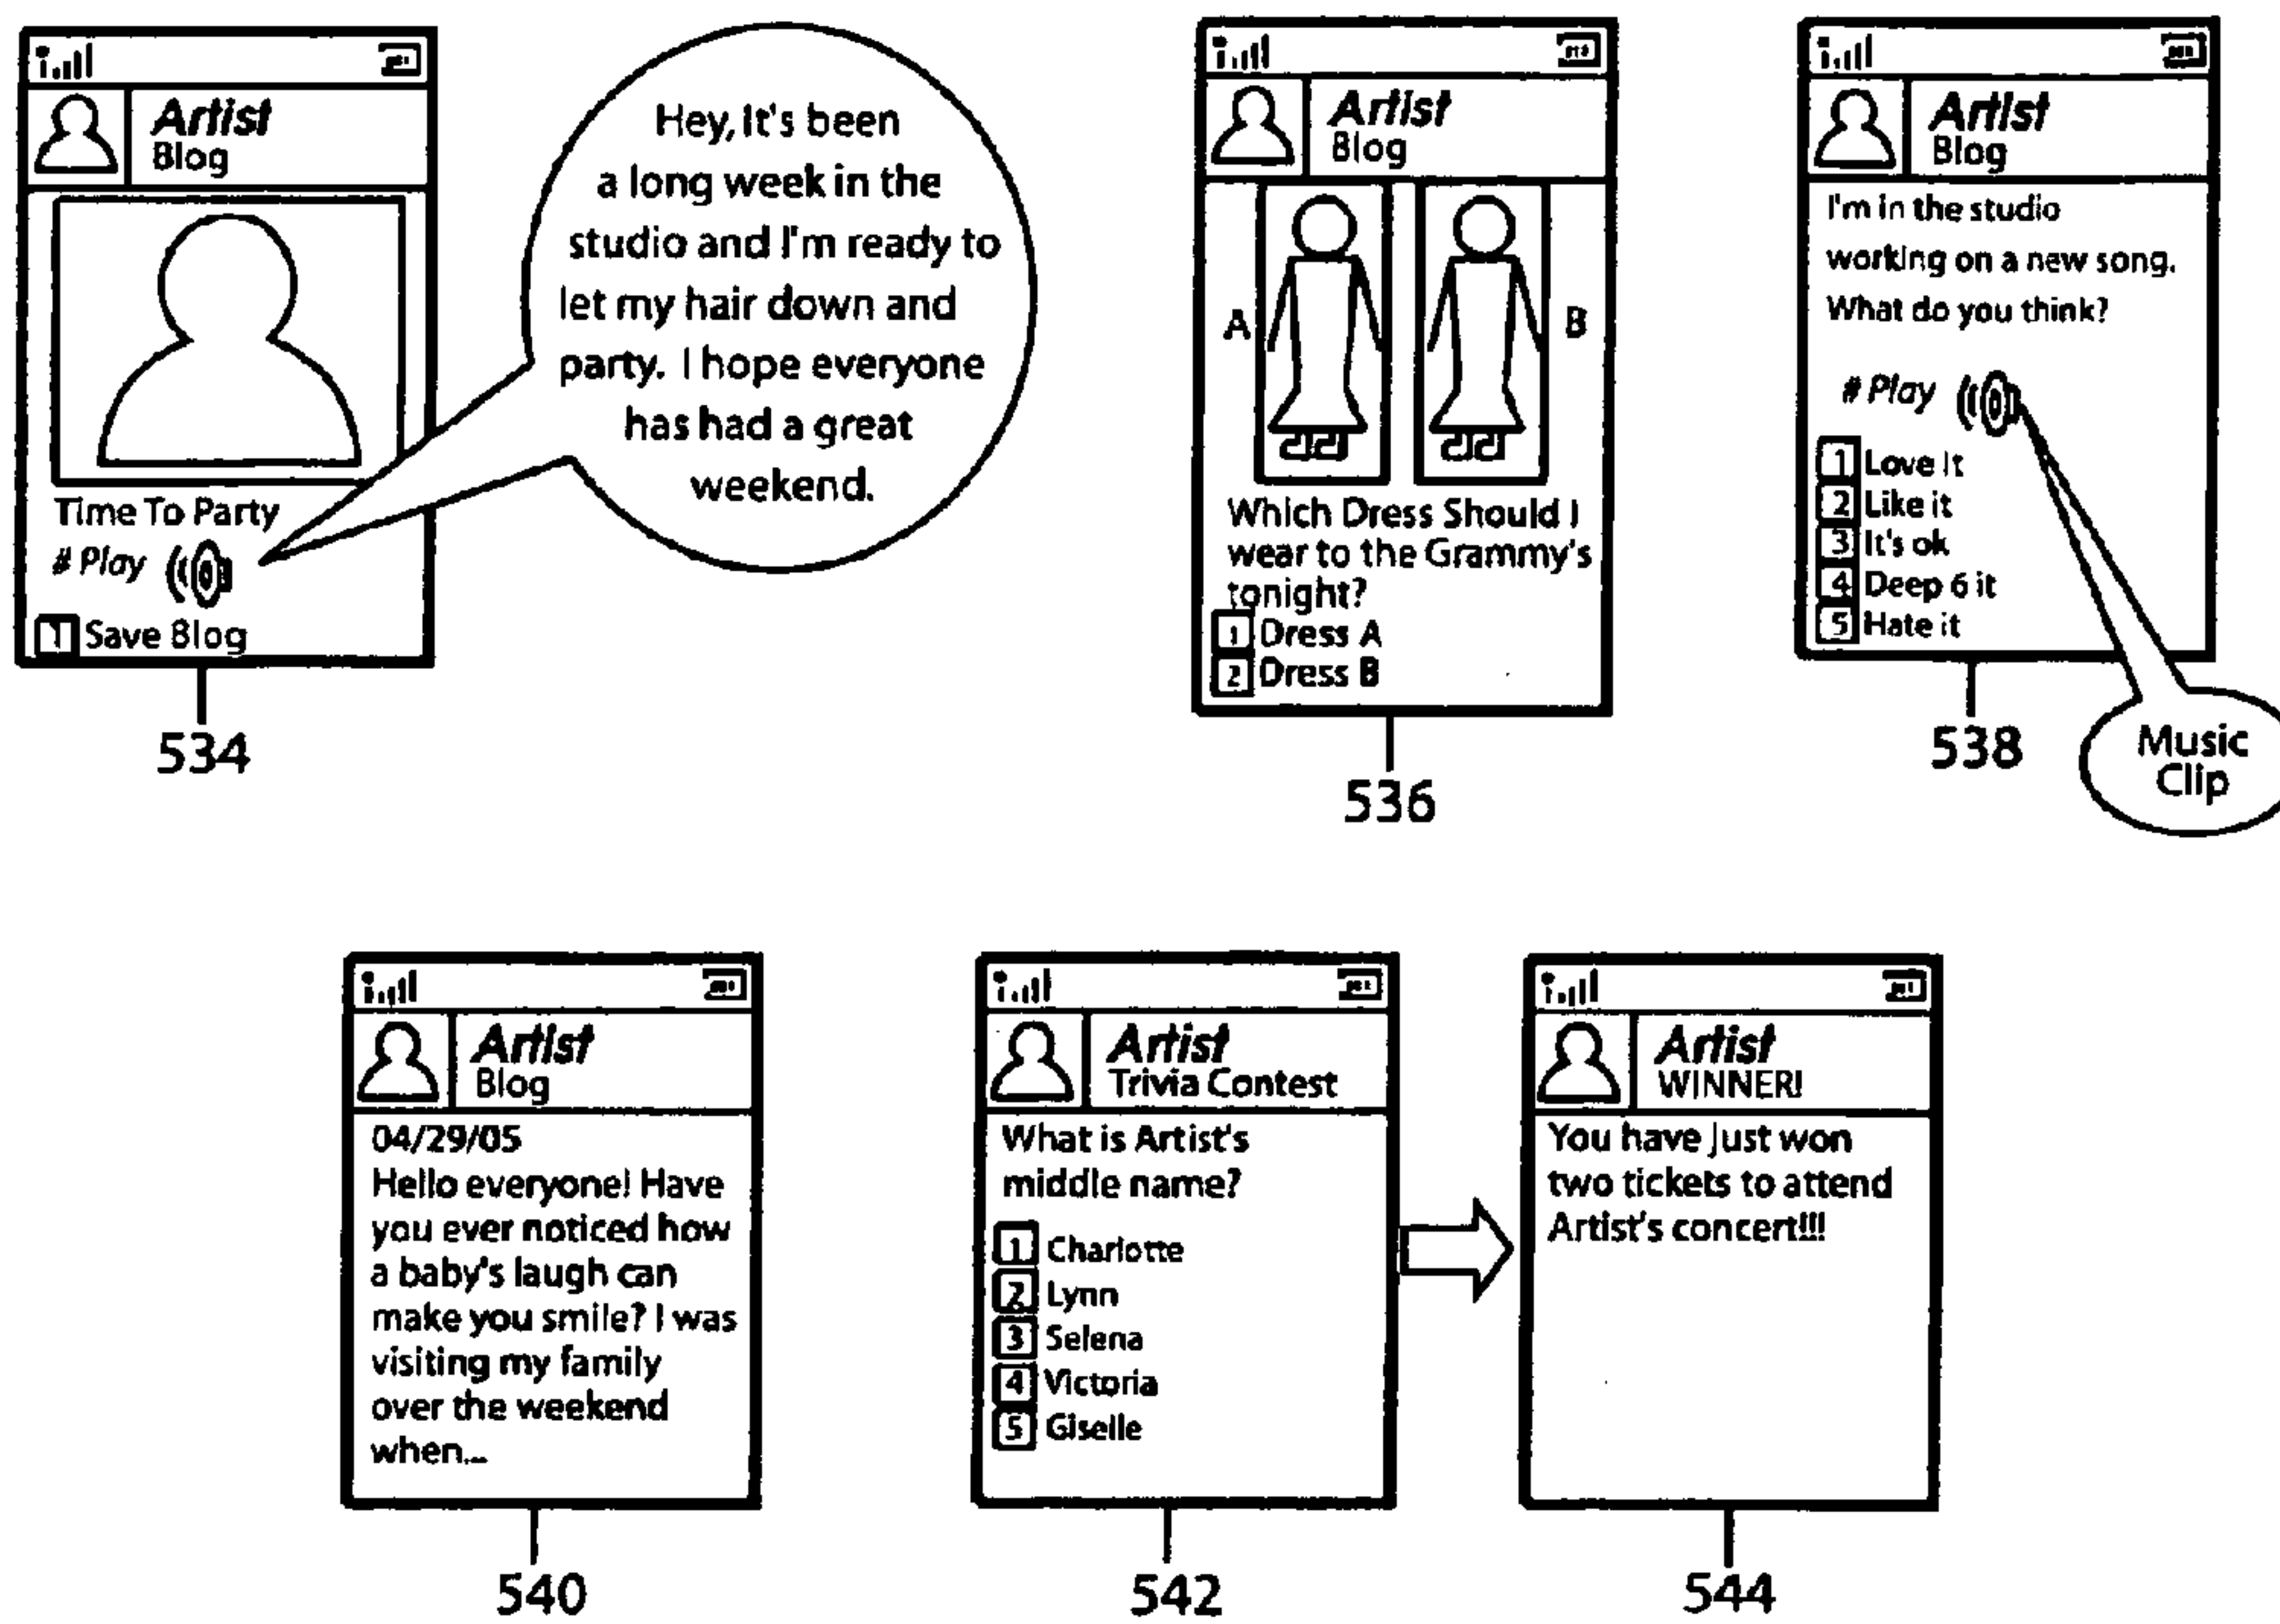 Artist
Blog
Time To Party
# Play
1 Save Blog
Hey, It's been
a long week in the
studio and I'm ready to
let my hair down and
party. I hope everyone
has had a great
weekend.
534
Artist
Blog
A
B
Which Dress Should I
wear to the Grammy's
tonight?
1 Dress A
2 Dress B
536
Artist
Blog
I'm in the studio
working on a new song.
What do you think?
# Play
1 Love It
2 Like it
3 It's ok
4 Deep 6 it
5 Hate it
Music
Clip
538
Artist
Blog
04/29/05
Hello everyone! Have
you ever noticed how
a baby's laugh can
make you smile? I was
visiting my family
over the weekend
when...
540
Artist
Trivia Contest
What is Artist's
middle name?
1 Charlotte
2 Lynn
3 Selena
4 Victoria
5 Giselle
542
Artist
WINNER!
You have Just won
two tickets to attend
Artist's concert!!!
544